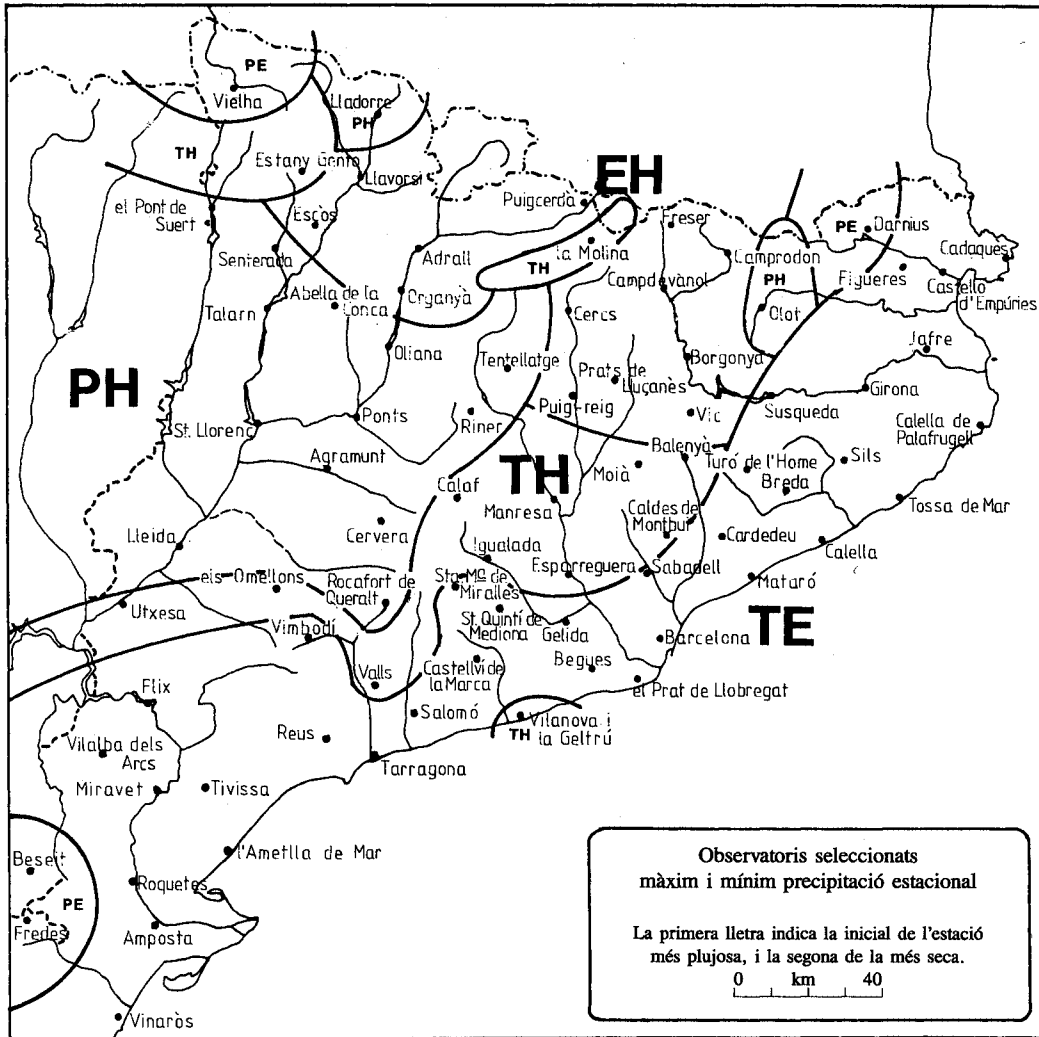 PE
Vielha
Lladorre
PH
TH
Estany Gento
Llavorsí
EH
el Pont de
Suert
Escòs
Puigcerdà
Freser
PE
Darnius
Senterada
Adrall
la Molina
TH
Camprodon
Cadaques
Campdevànol
PH
Figueres
Castelló
d'Empúries
Talarn
Abella de la
Conca
Organyà
Cercs
Olot
Oliana
Tentellatge
Borgonyà
Jafre
PH
Prats de
Lluçanès
Girona
Puig-reig
Vic
Susqueda
St. Llorenç
Ponts
Riner
Calella de
Palafrugell
Balenyà
Agramunt
TH
Moià
Turó de l'Home
Breda
Sils
Calaf
Manresa
Tossa de Mar
Lleida
Cervera
Caldes de
Montbui
Cardedeu
Calella
Igualada
els Omellons
Rocafort de
Queralt
Sta. Mª de
Miralles
Esparreguera
Sabadell
Mataró
Utxesa
St. Quintí de
Mediona
Gelida
TE
Vimbodí
Barcelona
Valls
Castellví de
la Marca
Begues
el Prat de Llobregat
Flix
Salomó
Vilanova i
la Geltrú
TH
Reus
Vilalba dels
Arcs
Tarragona
Miravet
Tivissa
l'Ametlla de Mar
Beseit
Roquetes
PE
Fredes
Amposta
Vinaròs
Observatoris seleccionats
màxim i mínim precipitació estacional
La primera lletra indica la inicial de l'estació
més plujosa, i la segona de la més seca.
0 km 40